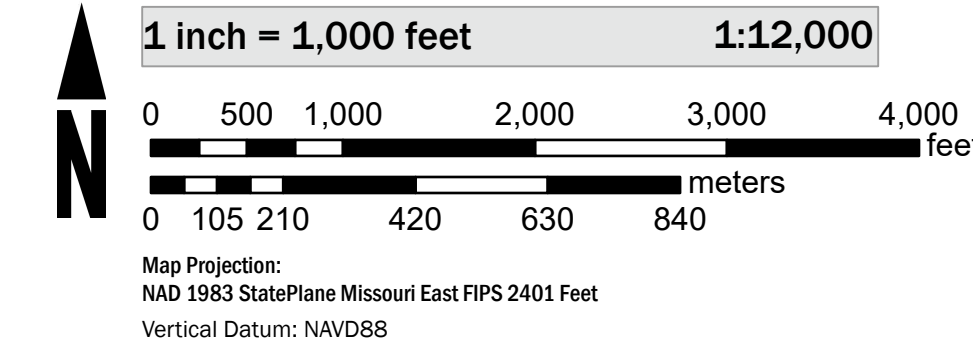 N
1 inch = 1,000 feet 1:12,000
0 500 1,000 2,000 3,000 4,000
feet
meters
0 105 210 420 630 840
Map Projection:
NAD 1983 StatePlane Missouri East FIPS 2401 Feet
Vertical Datum: NAVD88